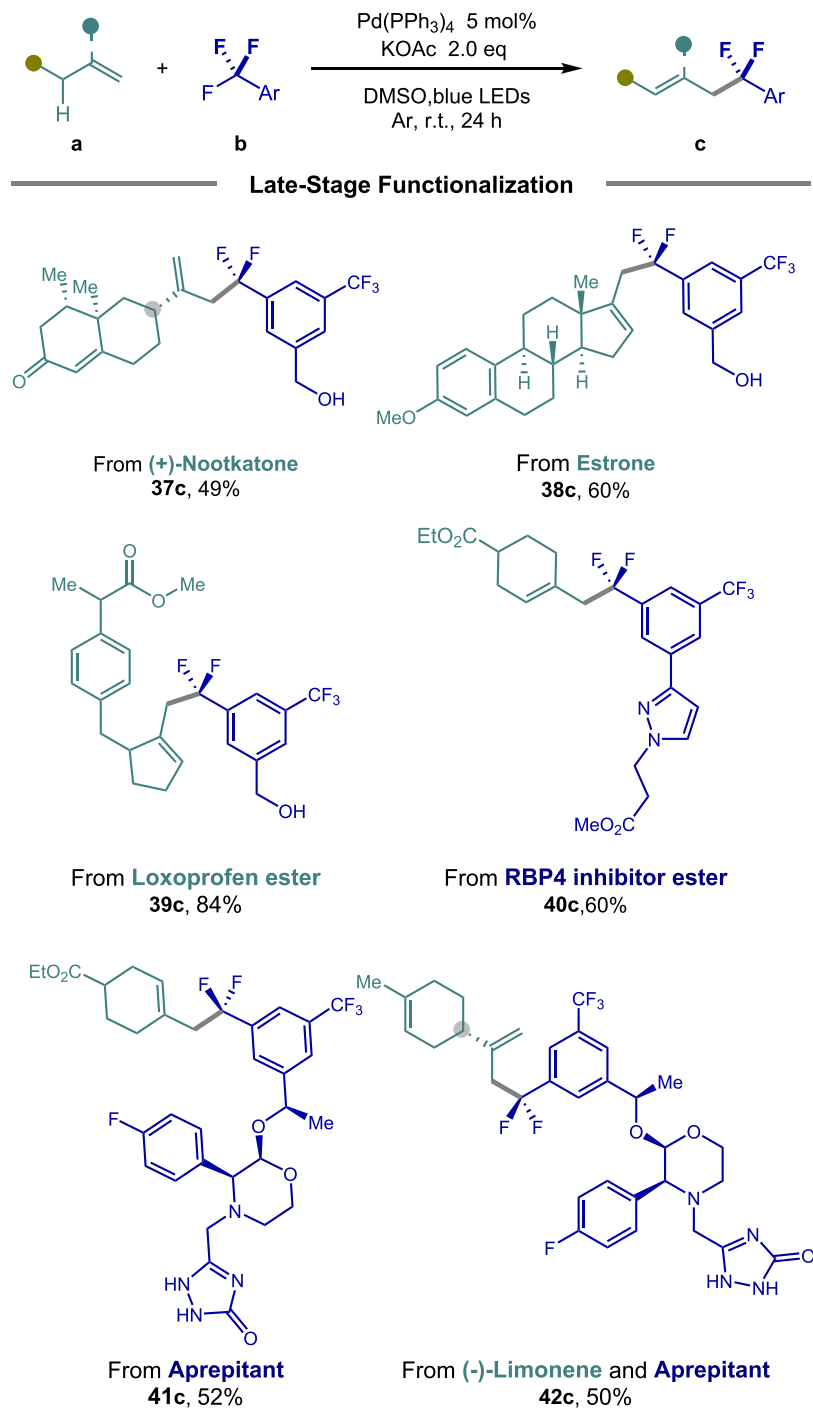 Pd(PPh3)4 5 mol%
KOAc 2.0 eq
DMSO,blue LEDs
Ar, r.t., 24 h
H
a
+
F F
F
Ar
b
F F
Ar
c
Late-Stage Functionalization
Me
Me
O
F F
CF3
OH
From (+)-Nootkatone
37c, 49%
Me
H
H
H
MeO
F F
CF3
OH
From Estrone
38c, 60%
O
Me
O
Me
F F
CF3
OH
From Loxoprofen ester
39c, 84%
EtO2C
F F
CF3
N
N
MeO2C
From RBP4 inhibitor ester
40c,60%
EtO2C
F F
CF3
O
Me
F
O
N
HN
N
HN
O
From Aprepitant
41c, 52%
Me
CF3
F F
Me
O
O
N
F
N
O
HN
NH
From (-)-Limonene and Aprepitant
42c, 50%